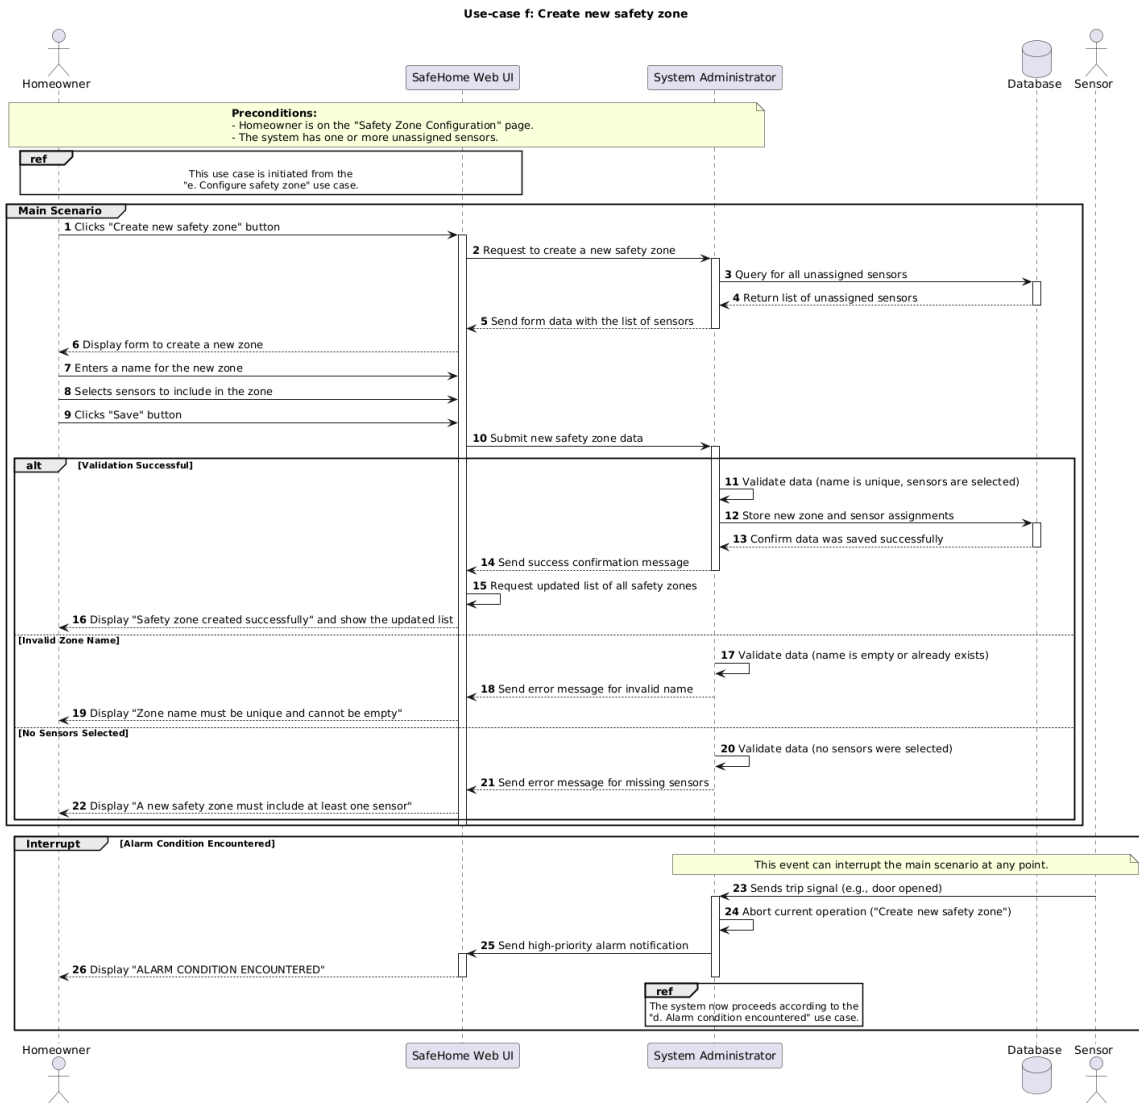 Use-case f: Create new safety zone
Homeowner
SafeHome Web UI
System Administrator
Database
Sensor
Preconditions:
- Homeowner is on the "Safety Zone Configuration" page.
- The system has one or more unassigned sensors.
ref
This use case is initiated from the
"e. Configure safety zone" use case.
Main Scenario
1 Clicks "Create new safety zone" button
2 Request to create a new safety zone
3 Query for all unassigned sensors
4 Return list of unassigned sensors
5 Send form data with the list of sensors
6 Display form to create a new zone
7 Enters a name for the new zone
8 Selects sensors to include in the zone
9 Clicks "Save" button
10 Submit new safety zone data
alt [Validation Successful]
11 Validate data (name is unique, sensors are selected)
12 Store new zone and sensor assignments
13 Confirm data was saved successfully
14 Send success confirmation message
15 Request updated list of all safety zones
16 Display "Safety zone created successfully" and show the updated list
[Invalid Zone Name]
17 Validate data (name is empty or already exists)
18 Send error message for invalid name
19 Display "Zone name must be unique and cannot be empty"
[No Sensors Selected]
20 Validate data (no sensors were selected)
21 Send error message for missing sensors
22 Display "A new safety zone must include at least one sensor"
Interrupt [Alarm Condition Encountered]
This event can interrupt the main scenario at any point.
23 Sends trip signal (e.g., door opened)
24 Abort current operation ("Create new safety zone")
25 Send high-priority alarm notification
26 Display "ALARM CONDITION ENCOUNTERED"
ref
The system now proceeds according to the
"d. Alarm condition encountered" use case.
Homeowner
SafeHome Web UI
System Administrator
Database
Sensor